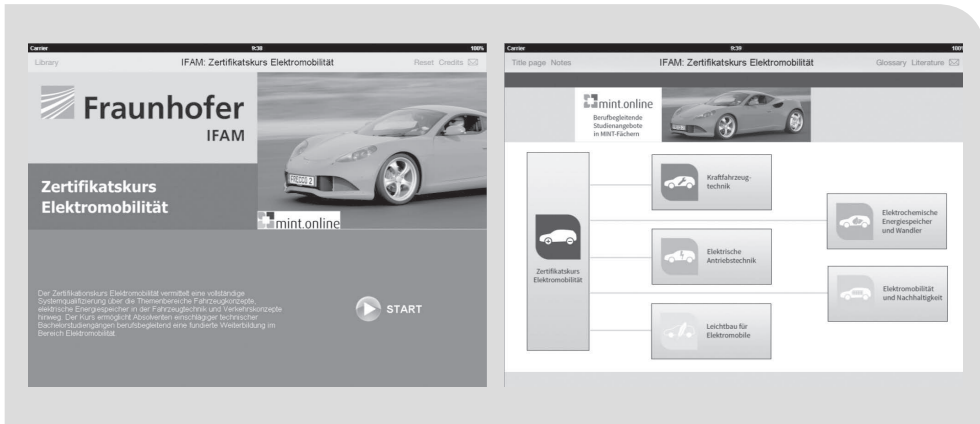 Carrier 9:38 100%
Library IFAM: Zertifikatskurs Elektromobilität Reset Credits
Fraunhofer
IFAM
Zertifikatskurs
Elektromobilität
mint.online
Der Zertifikationskurs Elektromobilität vermittelt eine vollständige
Systemqualifizierung über die Themenbereiche Fahrzeugkonzepte,
elektrische Energiespeicher in der Fahrzeugtechnik und Verkehrskonzepte
hinweg. Der Kurs ermöglicht Absolventen einschlägiger technischer
Bachelorstudiengängen berufsbegleitend eine fundierte Weiterbildung im
Bereich Elektromobilität.
START
Carrier 9:39 100%
Title page Notes IFAM: Zertifikatskurs Elektromobilität Glossary Literature
mint.online
Berufbegleitende
Studienangebote
in MINT-Fächern
Zertifikatskurs
Elektromobilität
Kraftfahrzeug-
technik
Elektrische
Antriebstechnik
Leichtbau für
Elektromobile
Elektrochemische
Energiespeicher
und Wandler
Elektromobilität
und Nachhaltigkeit